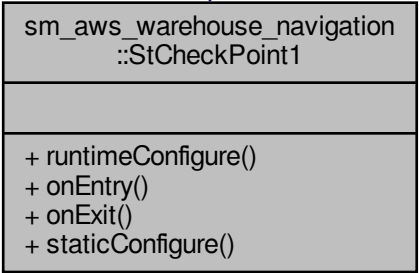 sm_aws_warehouse_navigation
::StCheckPoint1
+ runtimeConfigure()
+ onEntry()
+ onExit()
+ staticConfigure()